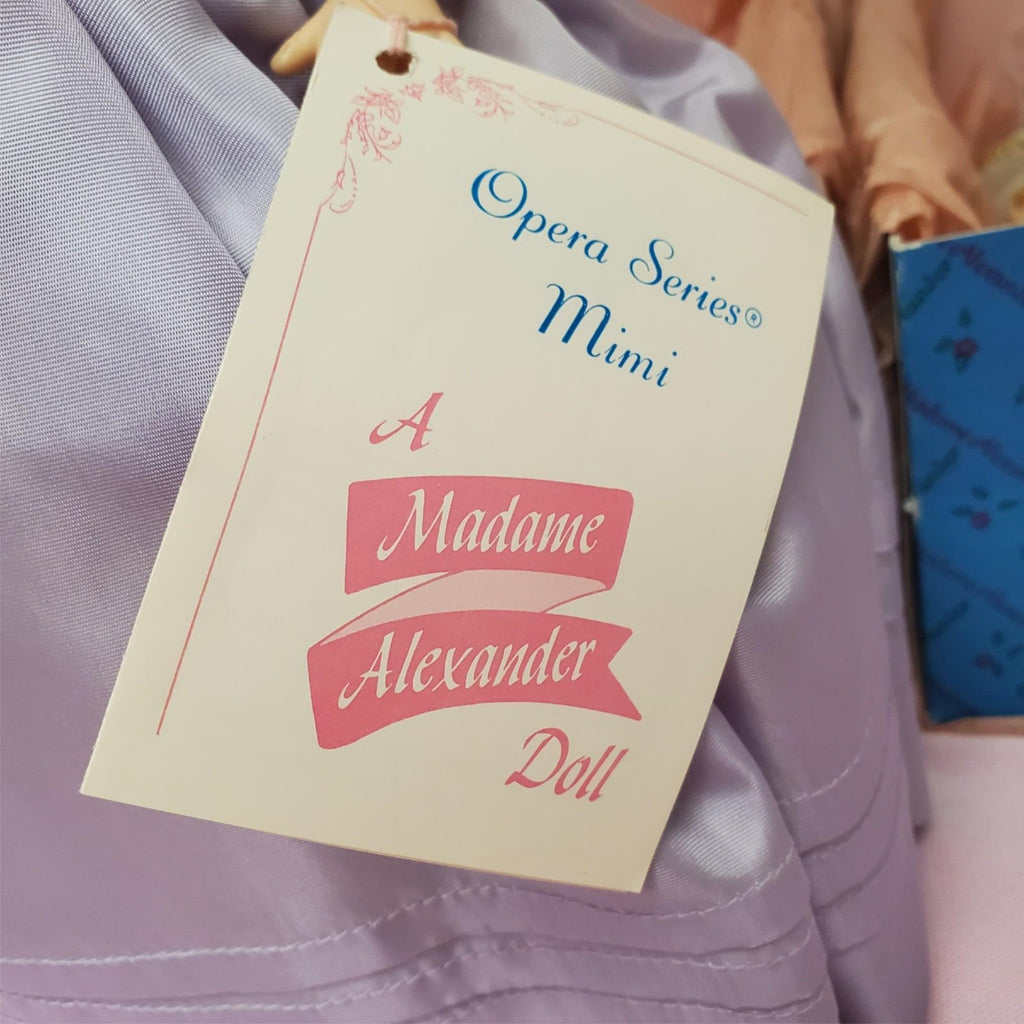 Opera Series®
Mimi
A
Madame
Alexander
Doll